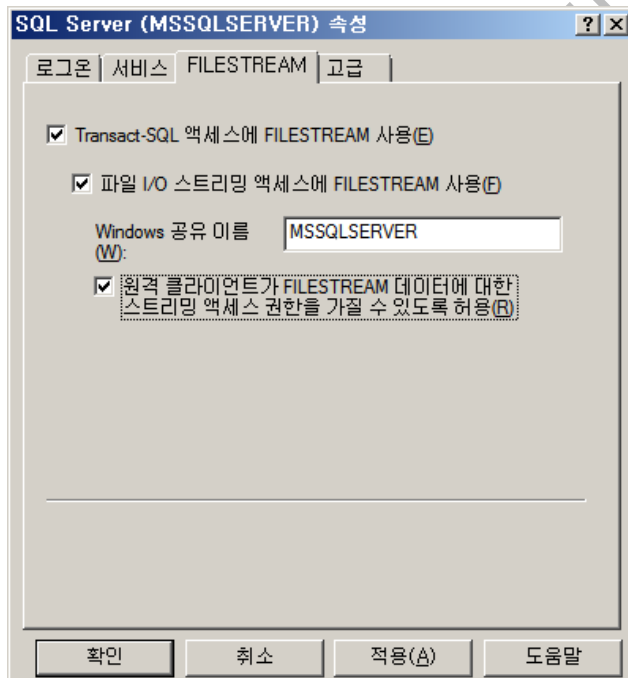 SQL Server (MSSQLSERVER) 속성
로그온 서비스 FILESTREAM 고급
Transact-SQL 액세스에 FILESTREAM 사용(E)
파일 I/O 스트리밍 액세스에 FILESTREAM 사용(F)
Windows 공유 이름
(W):
MSSQLSERVER
원격 클라이언트가 FILESTREAM 데이터에 대한
스트리밍 액세스 권한을 가질 수 있도록 허용(R)
확인 취소 적용(A) 도움말